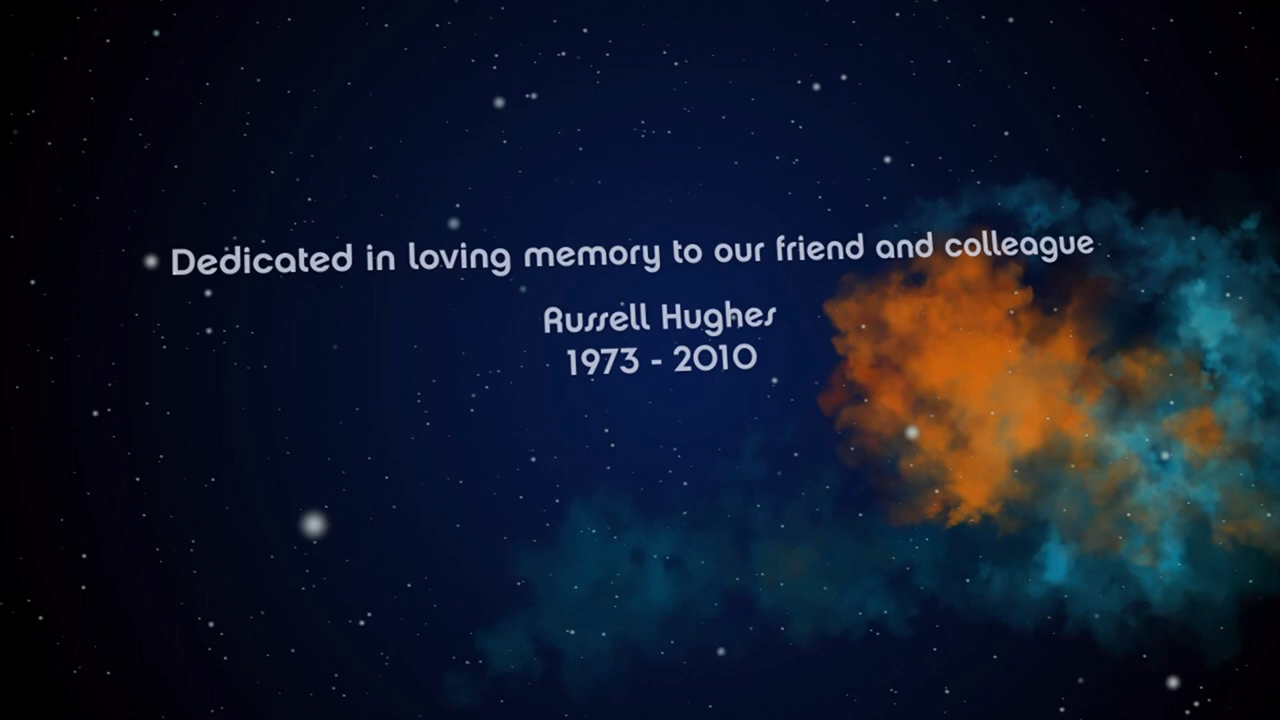 Dedicated in loving memory to our friend and colleague
Russell Hughes
1973 - 2010